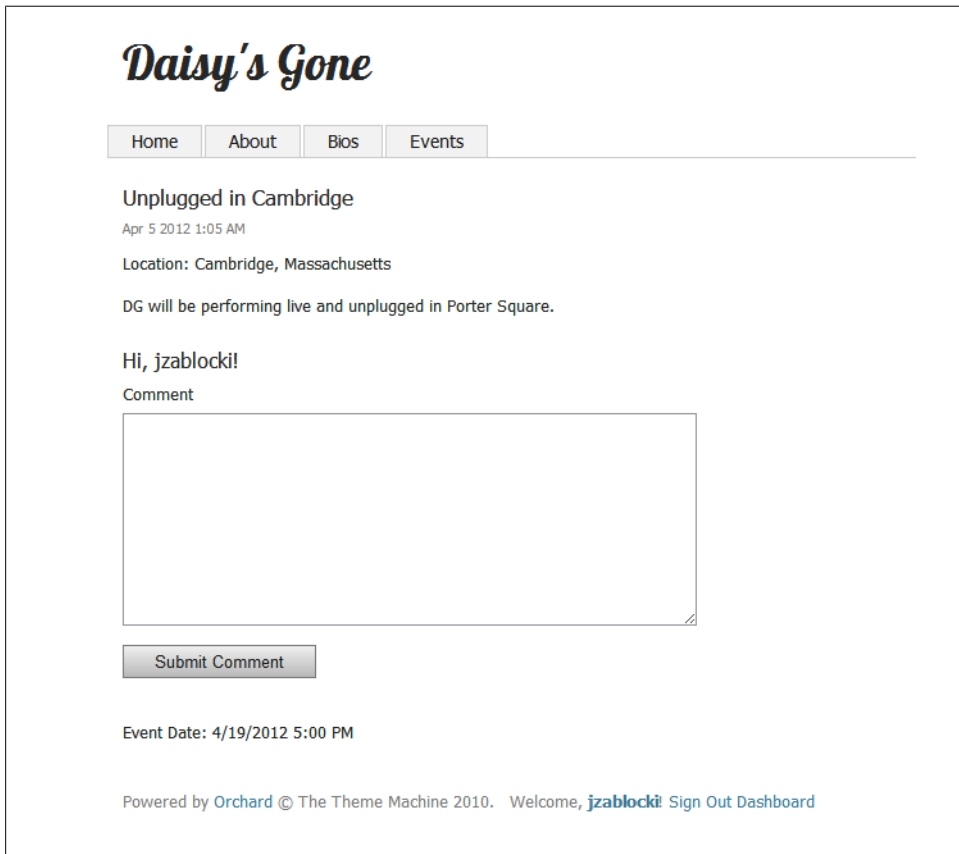 Daisy's Gone
Home About Bios Events
Unplugged in Cambridge
Apr 5 2012 1:05 AM
Location: Cambridge, Massachusetts
DG will be performing live and unplugged in Porter Square.
Hi, jzablocki!
Comment
Submit Comment
Event Date: 4/19/2012 5:00 PM
Powered by Orchard © The Theme Machine 2010. Welcome, jzablocki! Sign Out Dashboard